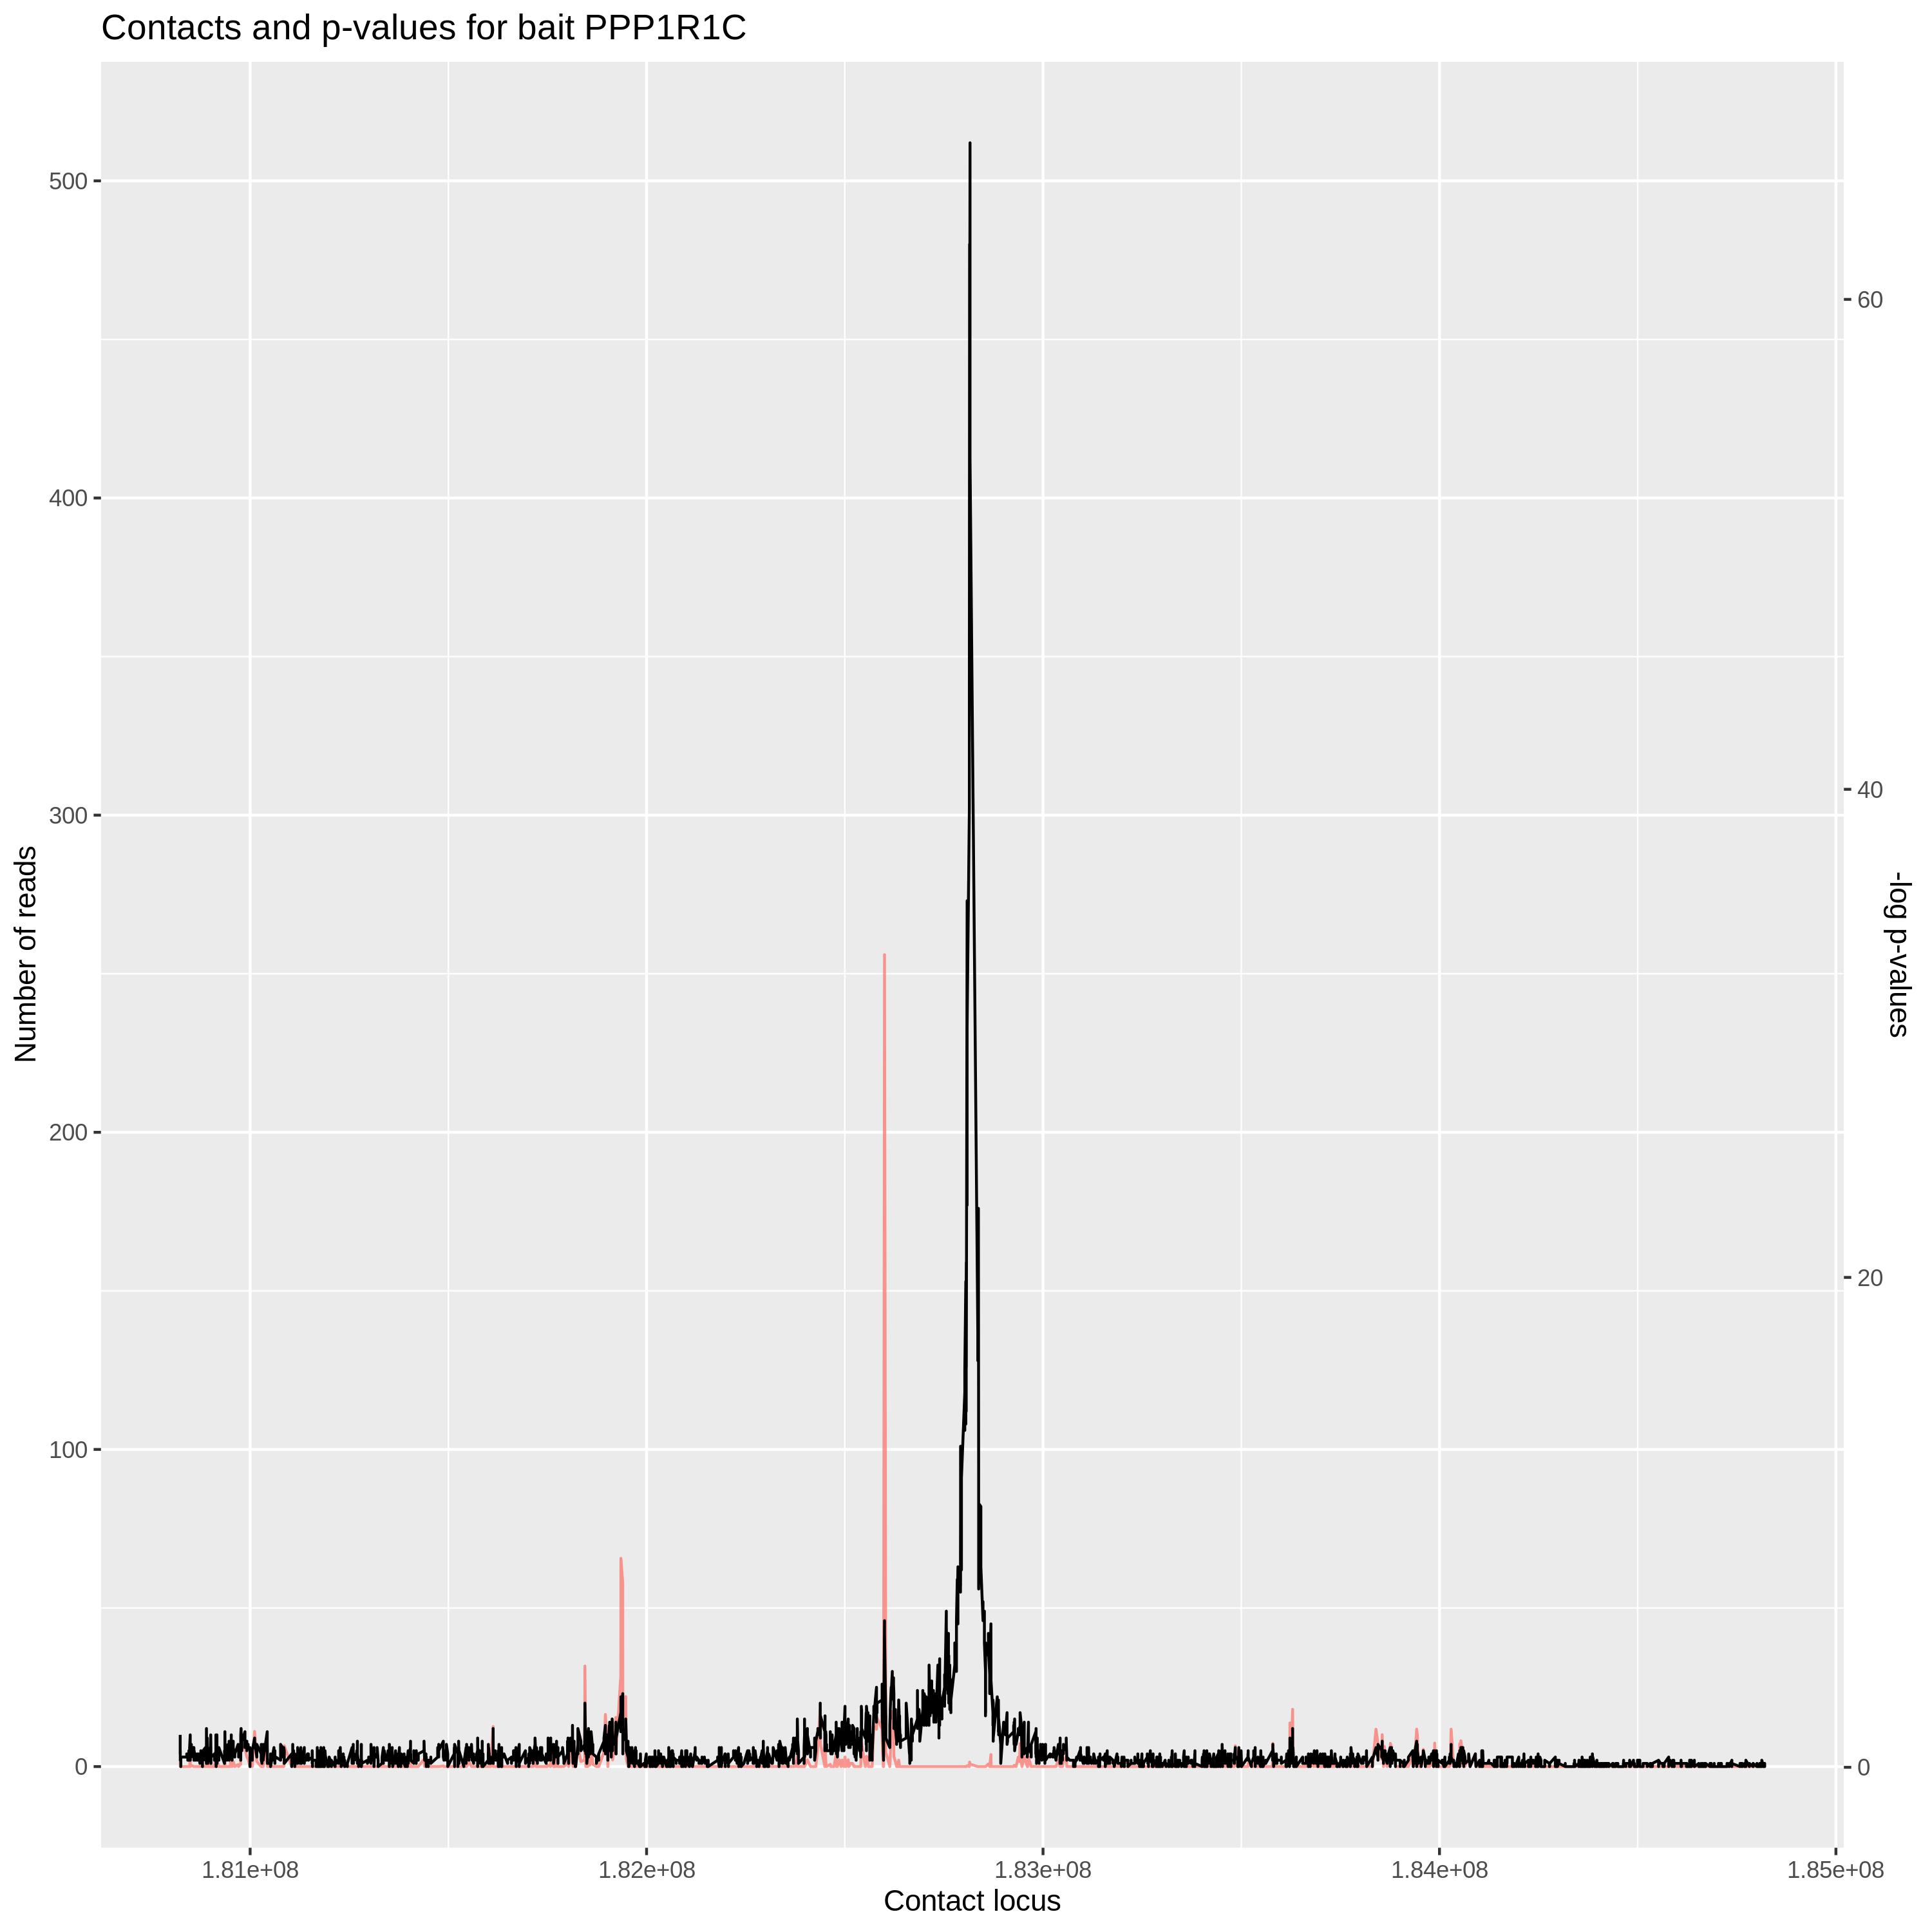 Contacts and p-values for bait PPP1R1C
500
400
300
200
100
0
Number of reads
60
40
20
0
-log p-values
1.81e+08 1.82e+08 1.83e+08 1.84e+08 1.85e+08
Contact locus